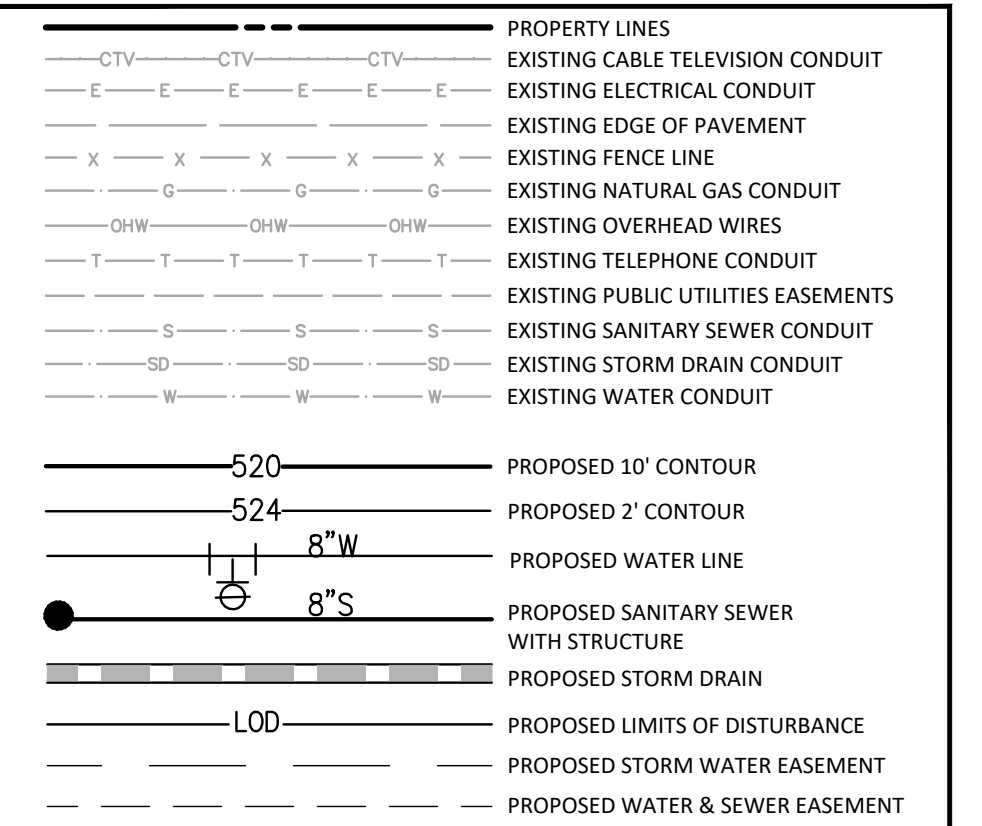 PROPERTY LINES
CTV CTV CTV EXISTING CABLE TELEVISION CONDUIT
E E E E E E EXISTING ELECTRICAL CONDUIT
EXISTING EDGE OF PAVEMENT
X X X X X EXISTING FENCE LINE
G G G EXISTING NATURAL GAS CONDUIT
OHW OHW OHW EXISTING OVERHEAD WIRES
T T T T T T EXISTING TELEPHONE CONDUIT
EXISTING PUBLIC UTILITIES EASEMENTS
S S S EXISTING SANITARY SEWER CONDUIT
SD SD SD EXISTING STORM DRAIN CONDUIT
W W W EXISTING WATER CONDUIT
520 PROPOSED 10' CONTOUR
524 PROPOSED 2' CONTOUR
8"W PROPOSED WATER LINE
8"S PROPOSED SANITARY SEWER
WITH STRUCTURE
PROPOSED STORM DRAIN
LOD PROPOSED LIMITS OF DISTURBANCE
PROPOSED STORM WATER EASEMENT
PROPOSED WATER & SEWER EASEMENT